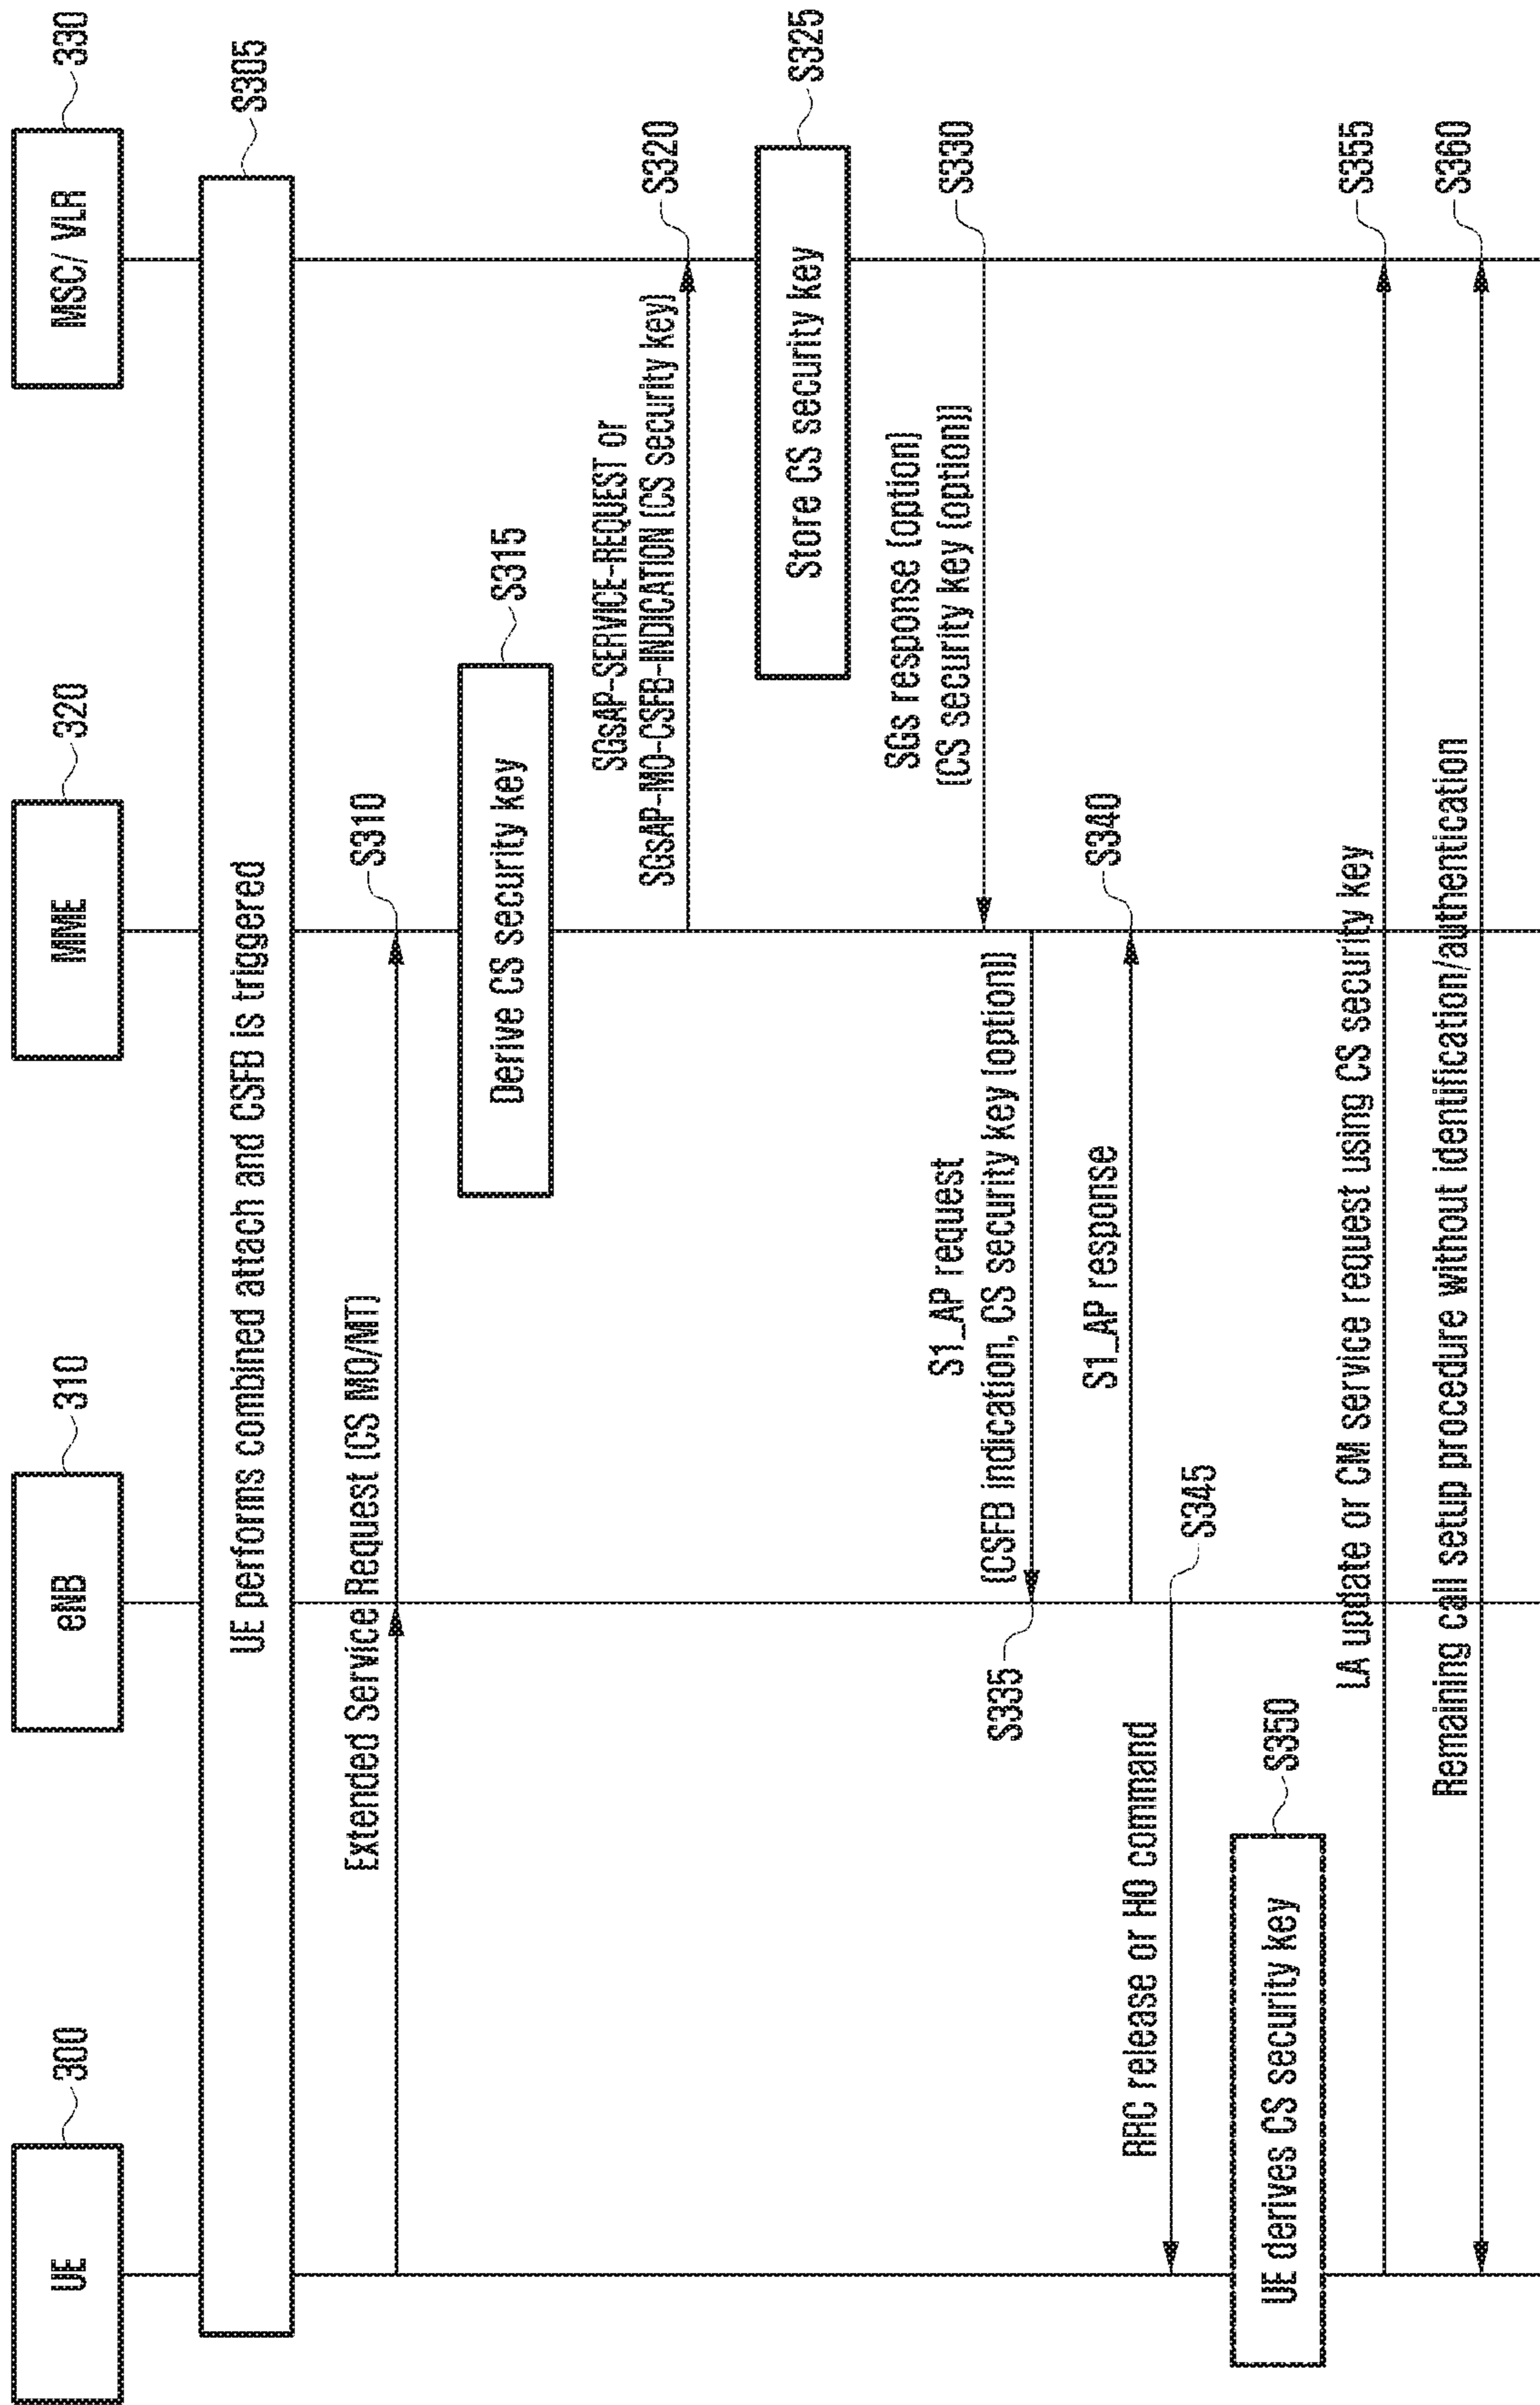 UE
300
eNB
310
MME
320
MSC/ VLR
330
UE performs combined attach and CSFB is triggered
S305
Extended Service Request (CS MO/MT)
S310
Derive CS security key
S315
SGsAP-SERVICE-REQUEST or
SGsAP-MO-CSFB-INDICATION (CS security key)
S320
Store CS security key
S325
SGs response (option)
(CS security key (option))
S330
S1_AP request
(CSFB indication, CS security key (option))
S335
S1_AP response
S340
RRC release or HO command
S345
UE derives CS security key
S350
LA update or CM service request using CS security key
S355
Remaining call setup procedure without identification/authentication
S360